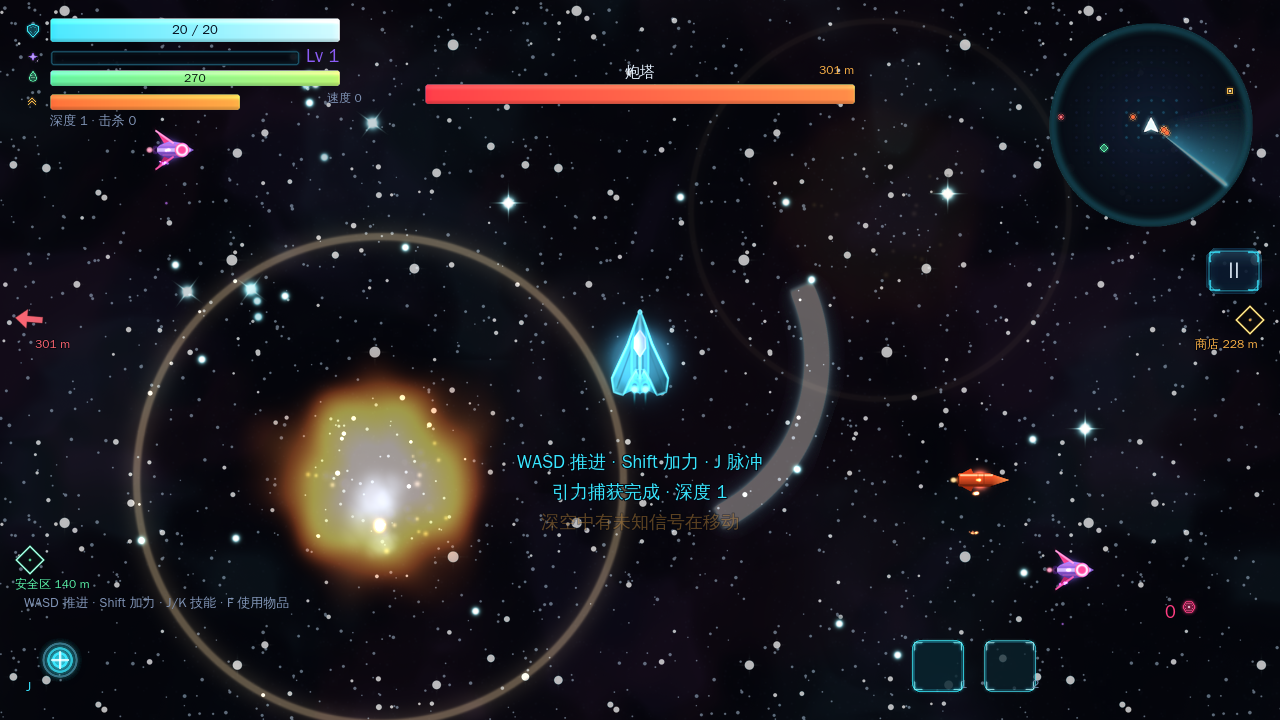 20 / 20
Lv 1
270
速度 0
深度 1 · 击杀 0
炮塔
301 m
301 m
商店 228 m
WASD 推进 · Shift 加力 · J 脉冲
引力捕获完成 · 深度 1
深空中有未知信号在移动
安全区 140 m
WASD 推进 · Shift 加力 · J/K 技能 · F 使用物品
0
J